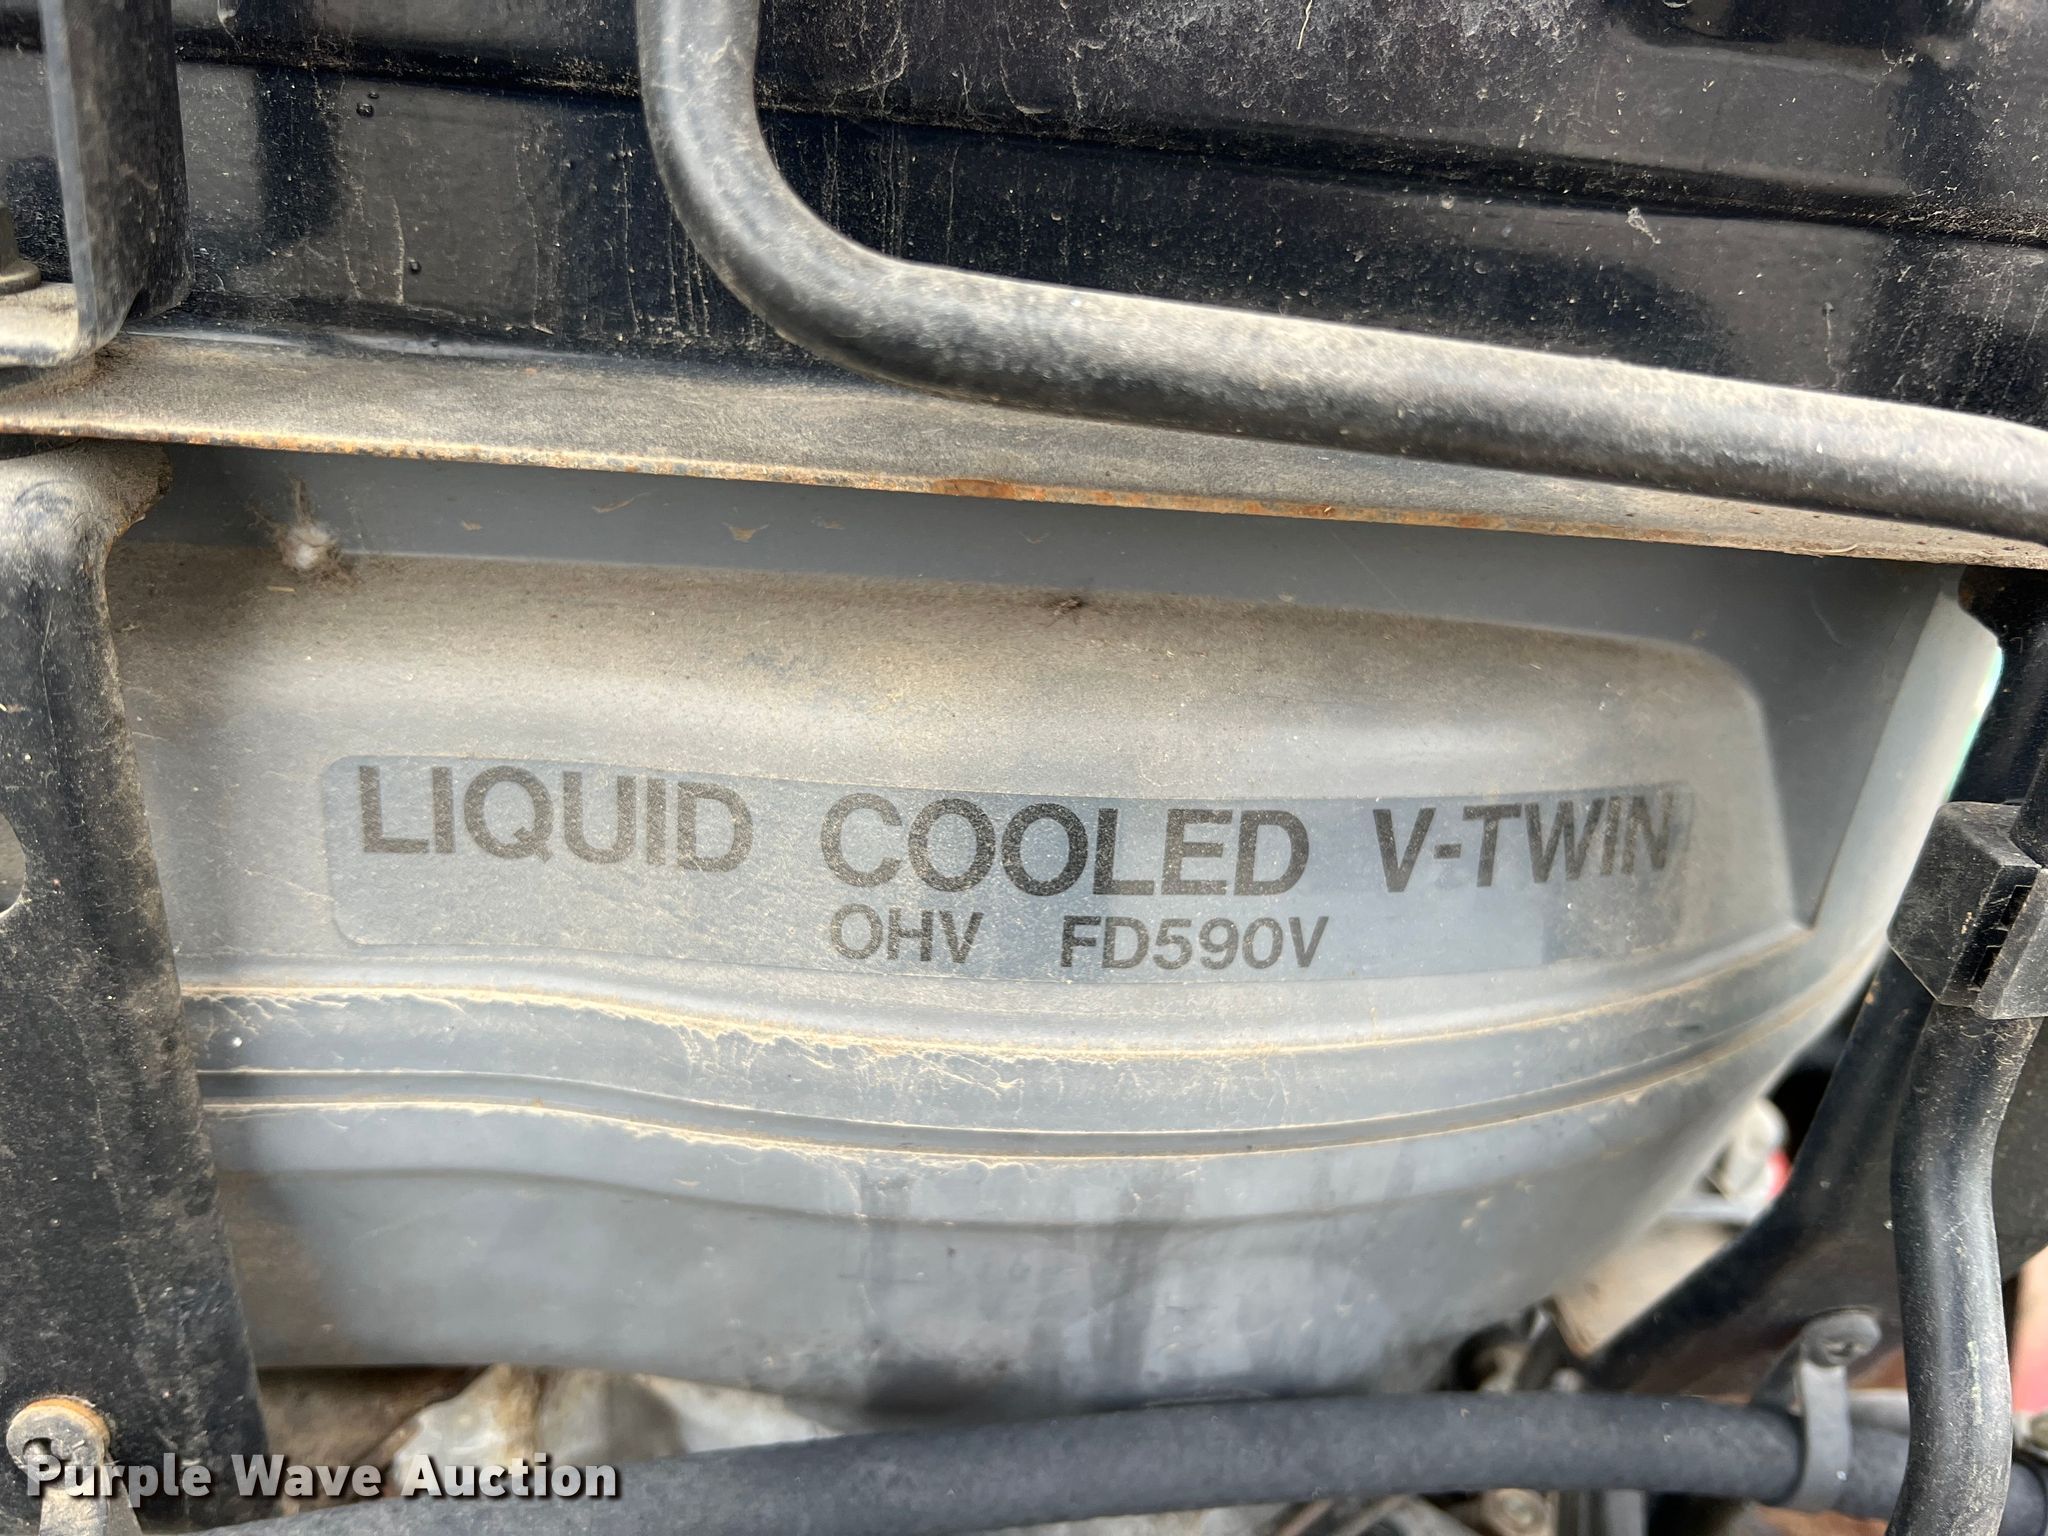 LIQUID COOLED V-TWIN
OHV FD590V
Purple Wave Auction